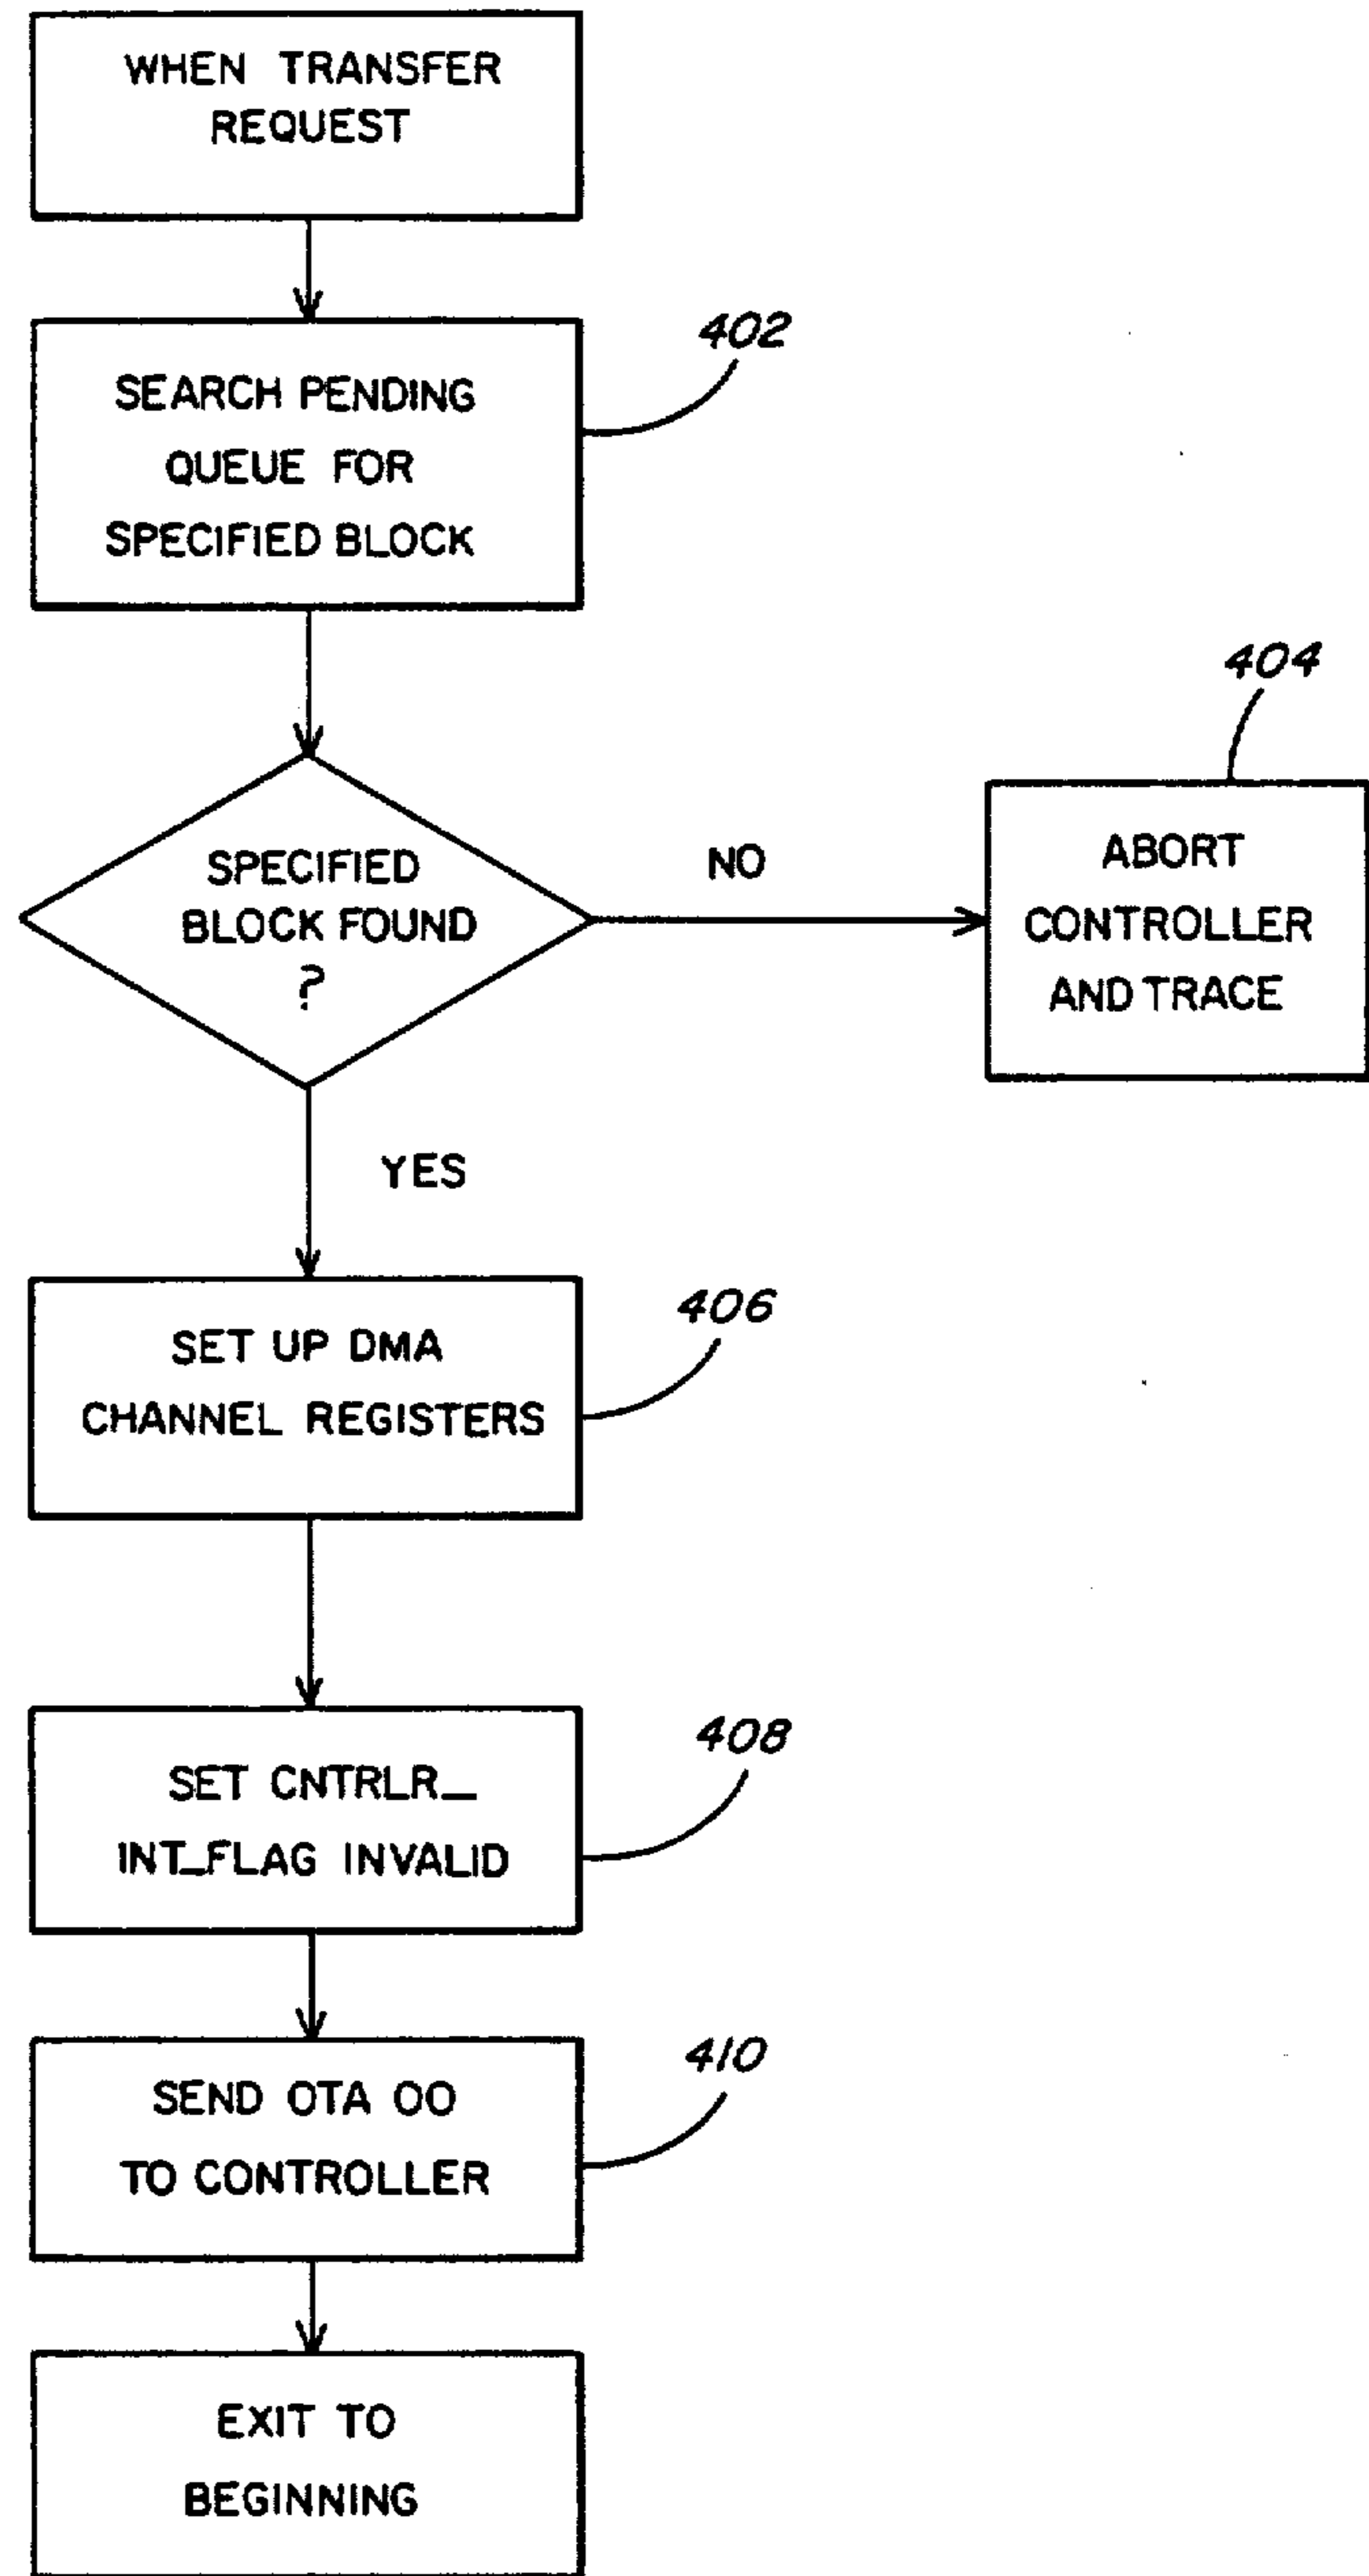 WHEN TRANSFER
REQUEST
402
SEARCH PENDING
QUEUE FOR
SPECIFIED BLOCK
404
SPECIFIED
BLOCK FOUND
?
NO
ABORT
CONTROLLER
AND TRACE
YES
406
SET UP DMA
CHANNEL REGISTERS
408
SET CNTRLR_
INT_FLAG INVALID
410
SEND OTA 00
TO CONTROLLER
EXIT TO
BEGINNING